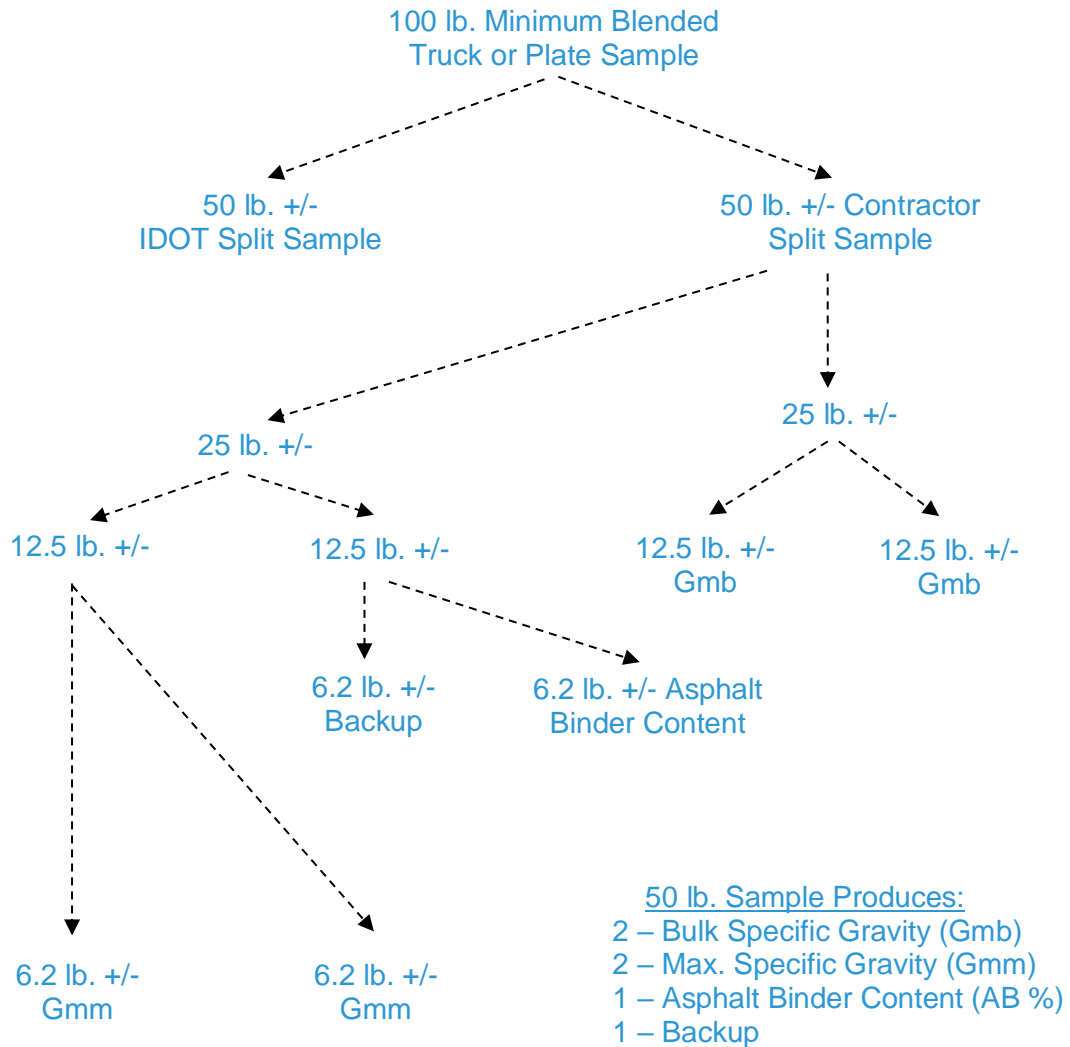 100 lb. Minimum Blended
Truck or Plate Sample
50 lb. +/-
IDOT Split Sample
50 lb. +/- Contractor
Split Sample
25 lb. +/-
25 lb. +/-
12.5 lb. +/-
12.5 lb. +/-
12.5 lb. +/-
Gmb
12.5 lb. +/-
Gmb
6.2 lb. +/-
Backup
6.2 lb. +/- Asphalt
Binder Content
6.2 lb. +/-
Gmm
6.2 lb. +/-
Gmm
50 lb. Sample Produces:
2 – Bulk Specific Gravity (Gmb)
2 – Max. Specific Gravity (Gmm)
1 – Asphalt Binder Content (AB %)
1 – Backup